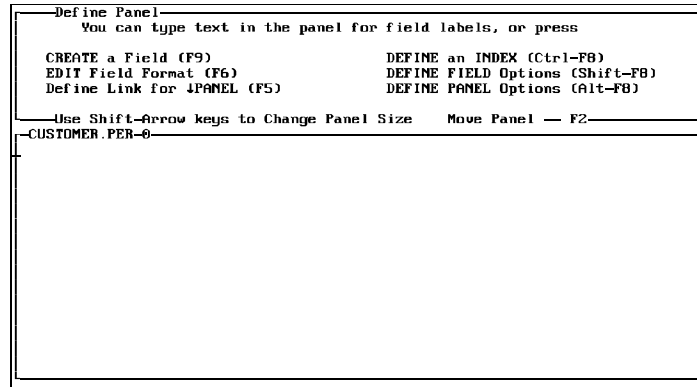 Define Panel
You can type text in the panel for field labels, or press
CREATE a Field (F9) DEFINE an INDEX (Ctrl-F8)
EDIT Field Format (F6) DEFINE FIELD Options (Shift-F8)
Define Link for ↓PANEL (F5) DEFINE PANEL Options (Alt-F8)
Use Shift-Arrow keys to Change Panel Size Move Panel — F2
CUSTOMER.PER-0